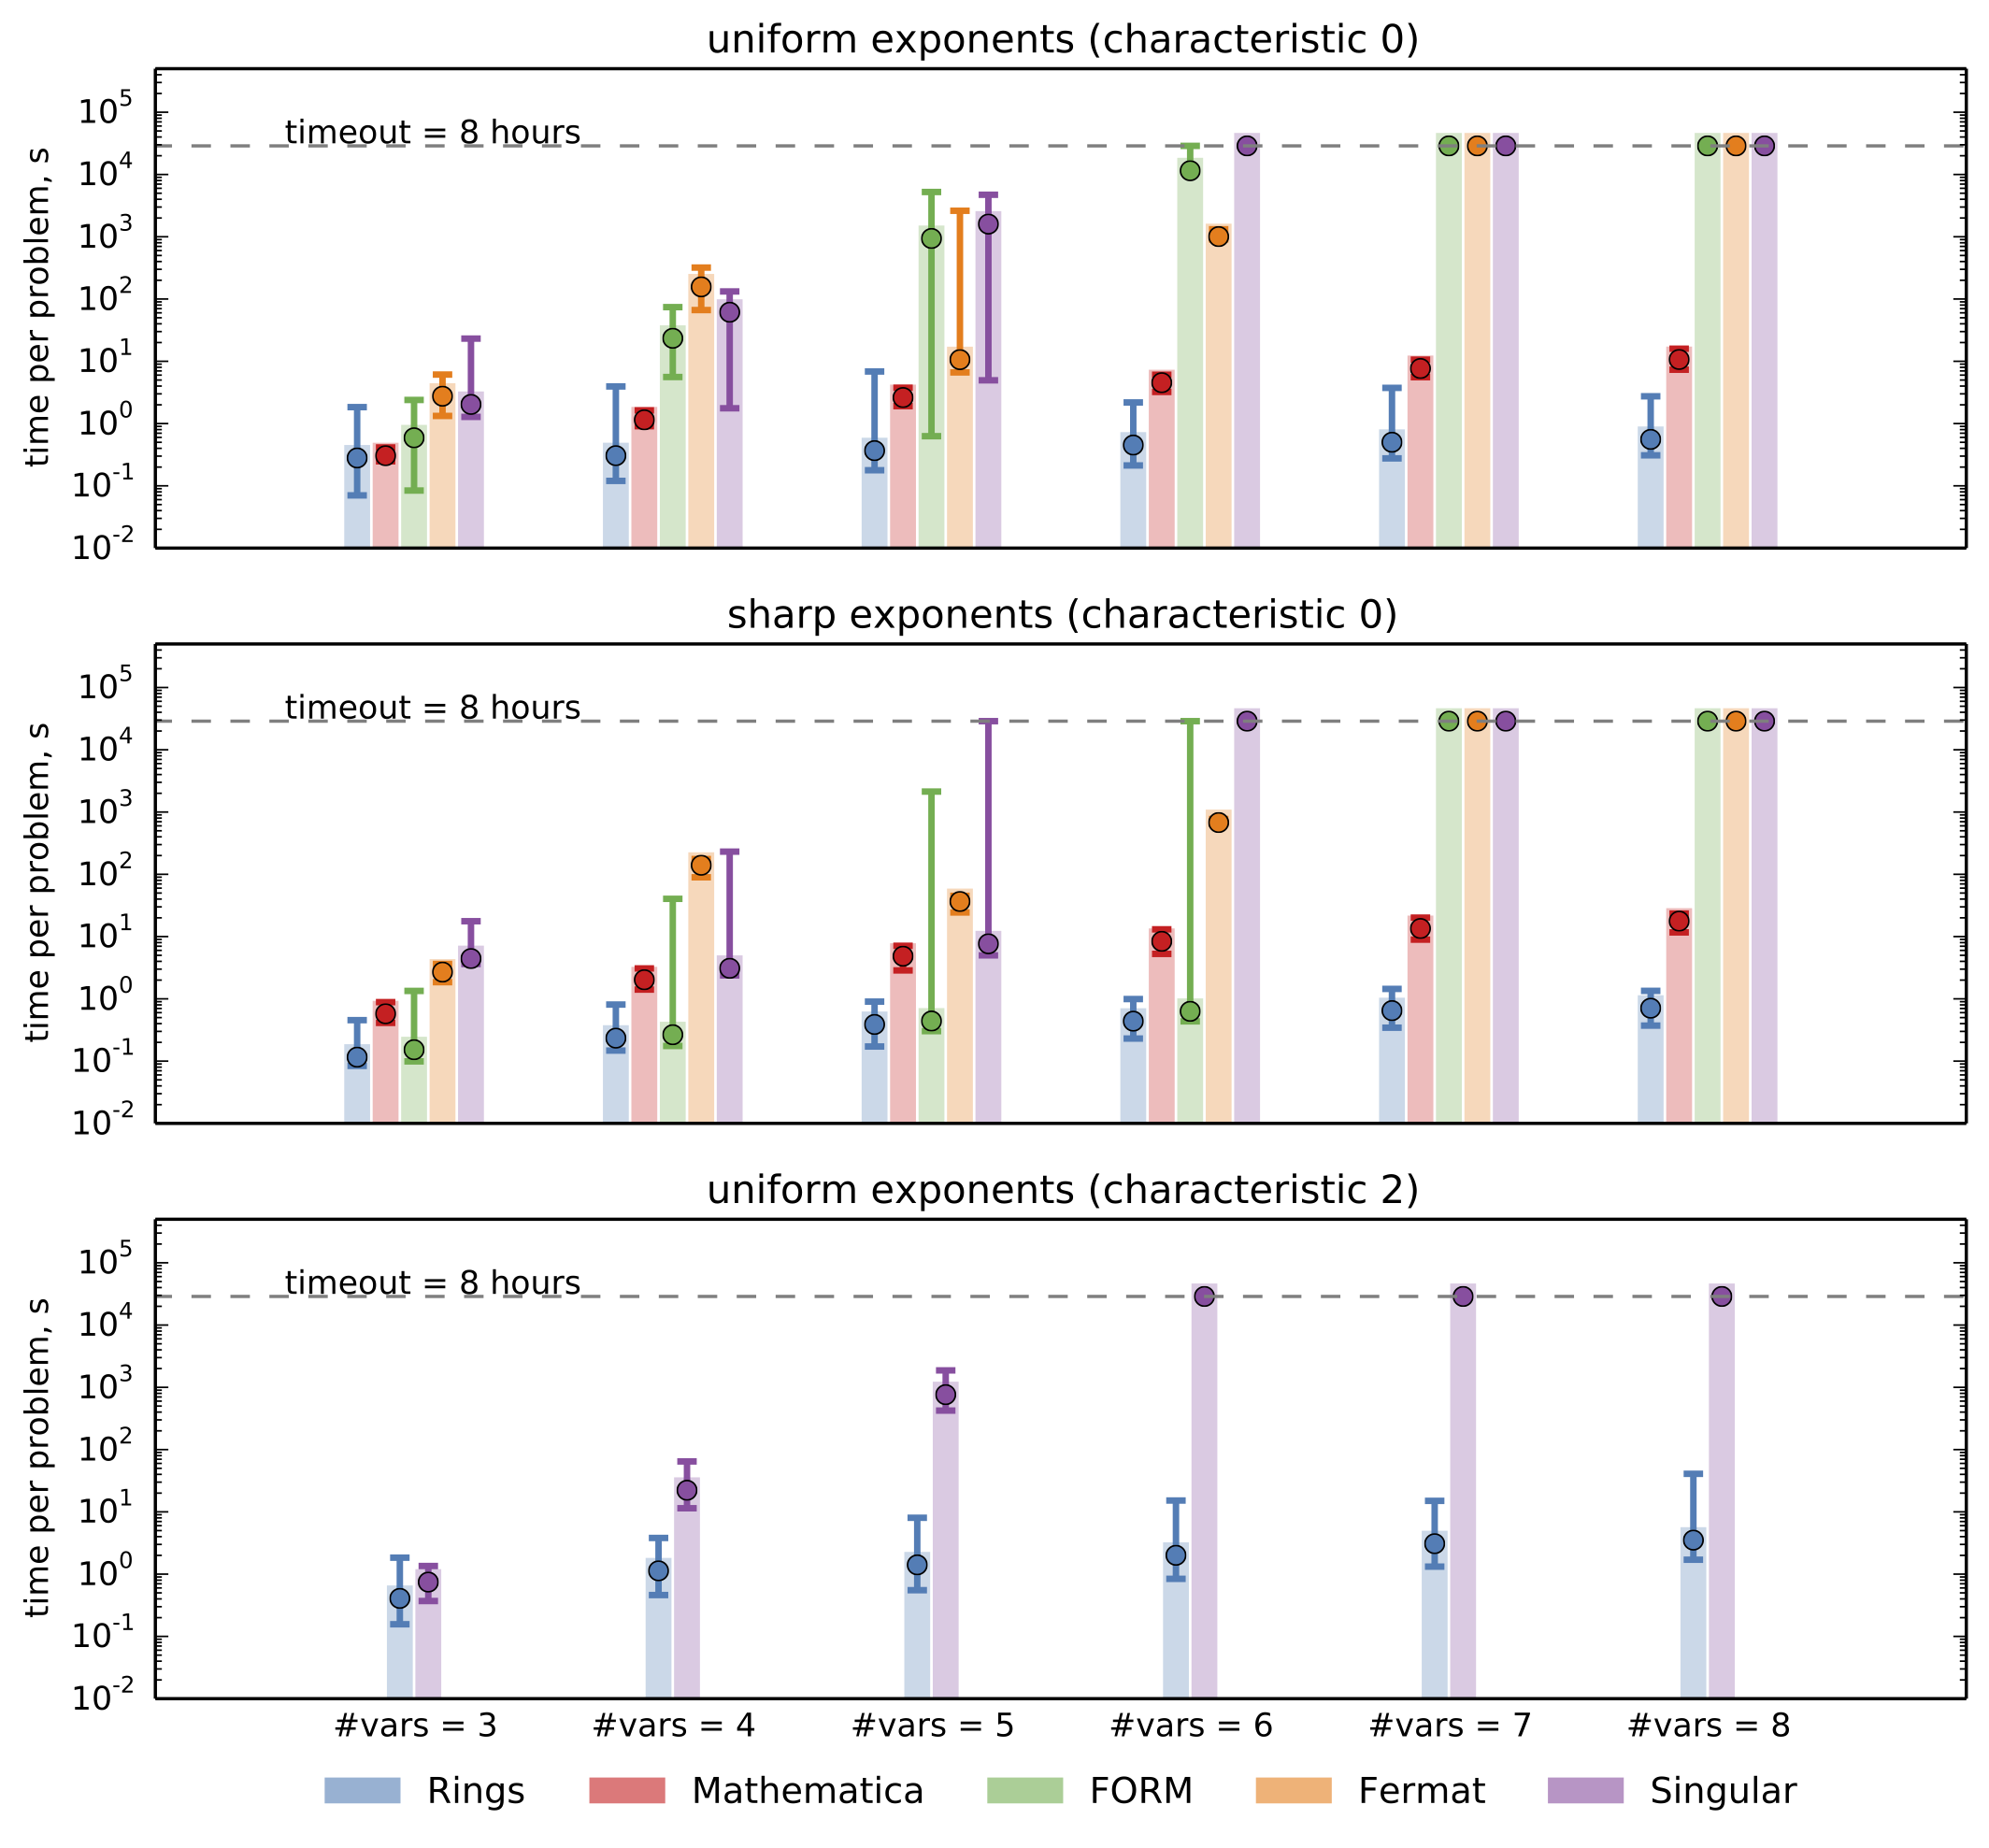 uniform exponents (characteristic 0)
time per problem, s
10^5
10^4
10^3
10^2
10^1
10^0
10^-1
10^-2
timeout = 8 hours
sharp exponents (characteristic 0)
time per problem, s
10^5
10^4
10^3
10^2
10^1
10^0
10^-1
10^-2
timeout = 8 hours
uniform exponents (characteristic 2)
time per problem, s
10^5
10^4
10^3
10^2
10^1
10^0
10^-1
10^-2
timeout = 8 hours
#vars = 3 #vars = 4 #vars = 5 #vars = 6 #vars = 7 #vars = 8
Rings Mathematica FORM Fermat Singular